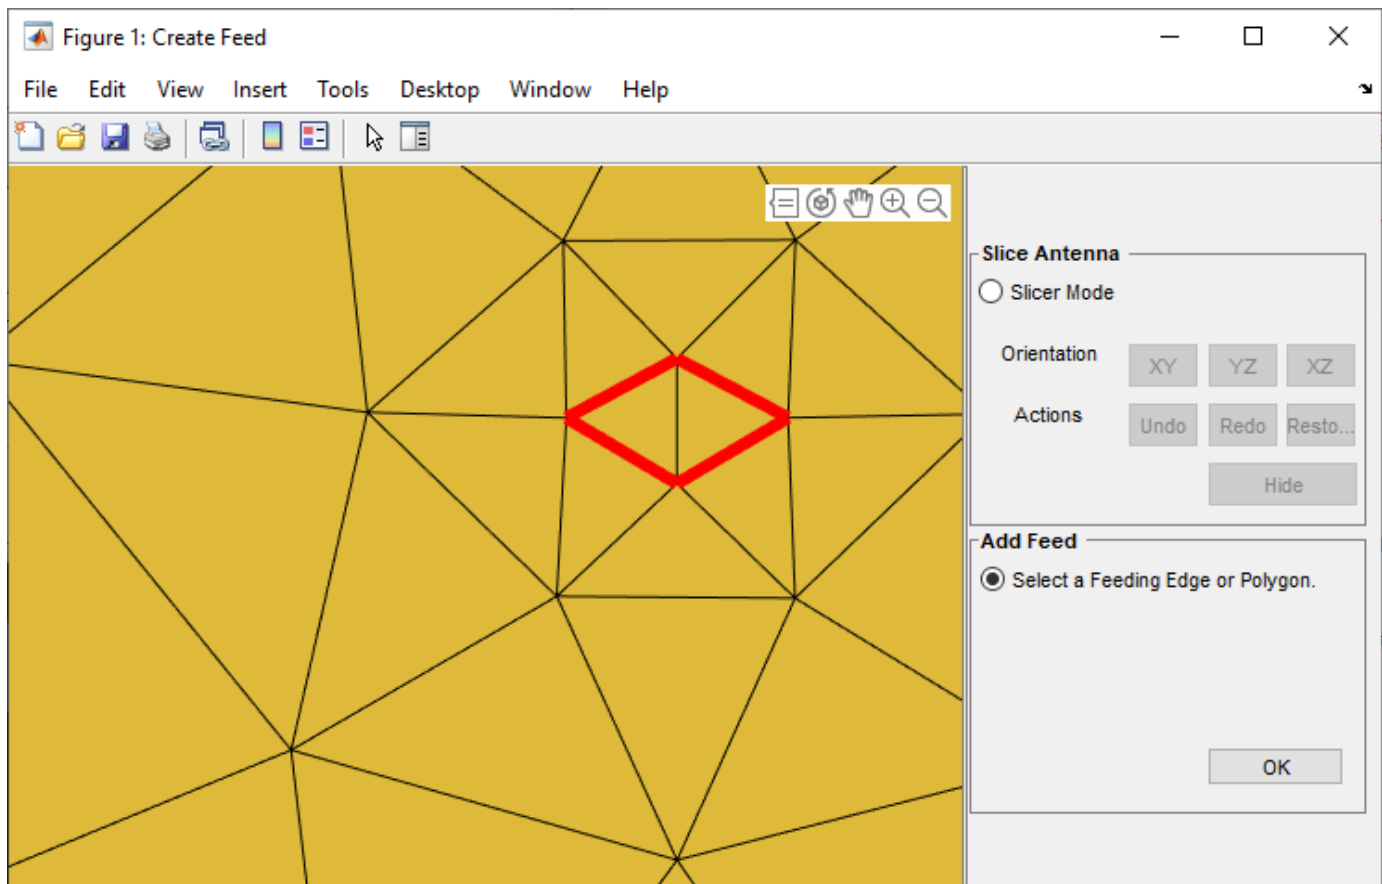 Figure 1: Create Feed
File Edit View Insert Tools Desktop Window Help
Slice Antenna
Slicer Mode
Orientation XY YZ XZ
Actions Undo Redo Resto...
Hide
Add Feed
Select a Feeding Edge or Polygon.
OK